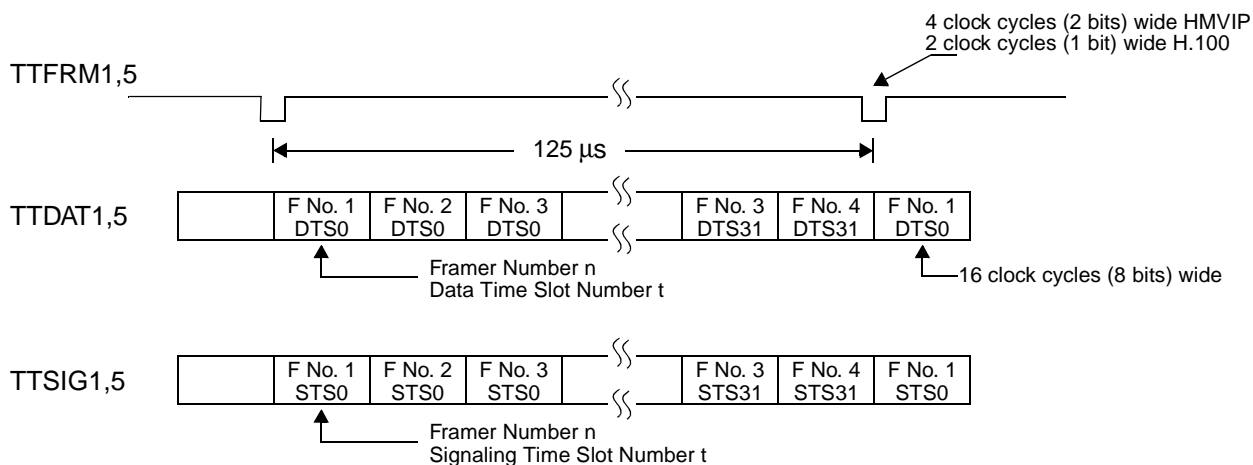 4 clock cycles (2 bits) wide HMVIP
2 clock cycles (1 bit) wide H.100
TTFRM1,5
125 µs
TTDAT1,5
F No. 1 F No. 2 F No. 3 F No. 3 F No. 4 F No. 1
DTS0 DTS0 DTS0 DTS31 DTS31 DTS0
Framer Number n
Data Time Slot Number t
16 clock cycles (8 bits) wide
TTSIG1,5
F No. 1 F No. 2 F No. 3 F No. 3 F No. 4 F No. 1
STS0 STS0 STS0 STS31 STS31 STS0
Framer Number n
Signaling Time Slot Number t